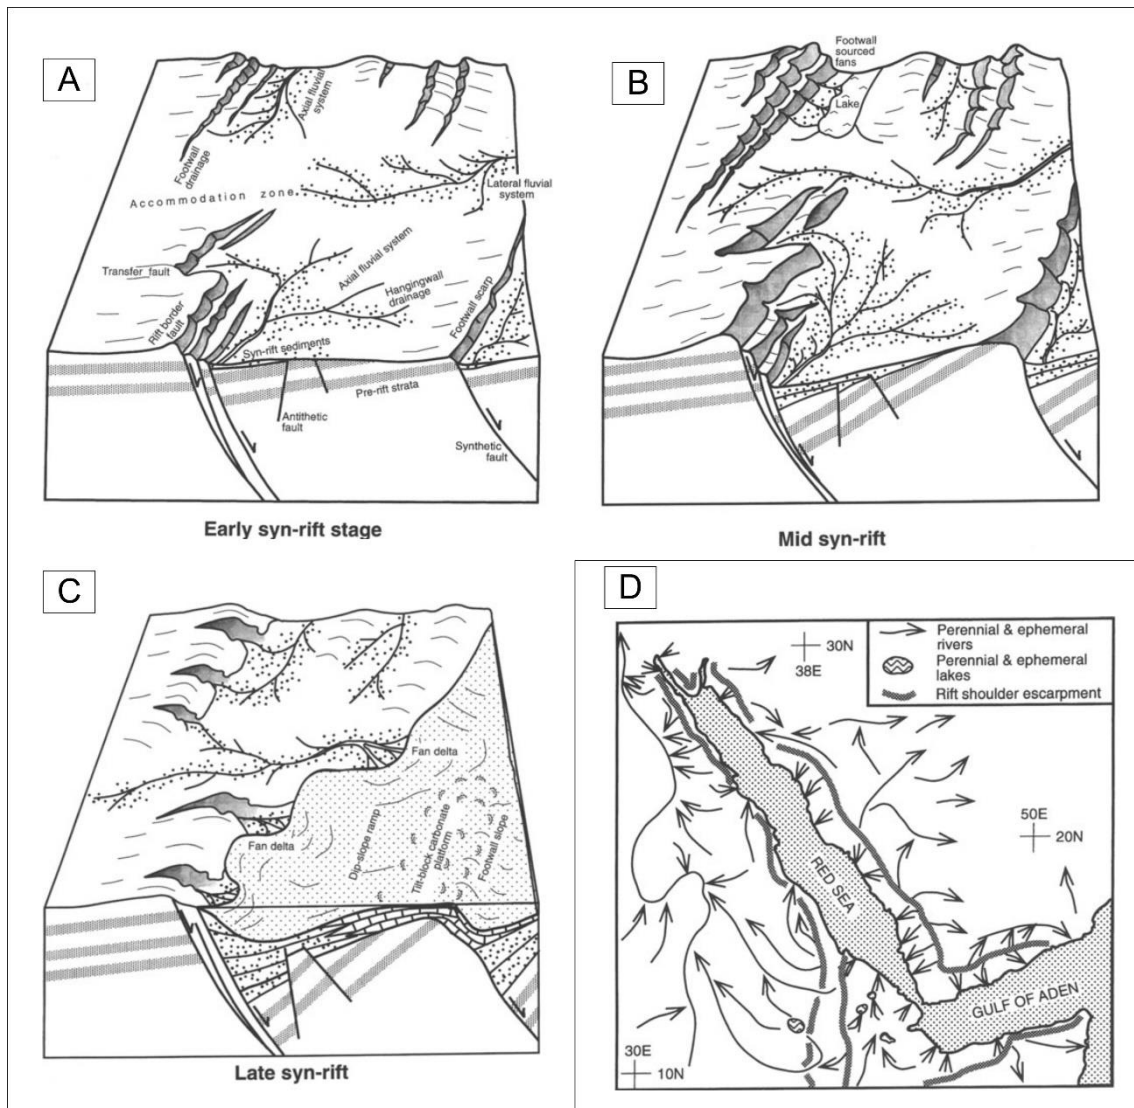 A
Axial fluvial
system
Footwall
drainage
Accommodation zone
Lateral fluvial
system
Transfer fault
Axial fluvial system
Hangingwall
drainage
Rift border
fault
Footwall scarp
Syn-rift sediments
Pre-rift strata
Antithetic
fault
Synthetic
fault
Early syn-rift stage
B
Footwall
sourced
fans
Lake
Mid syn-rift
C
Fan delta
Fan delta
Dip-slope ramp
Tilt-block carbonate
platform
Footwall slope
Late syn-rift
D
Perennial & ephemeral
rivers
Perennial & ephemeral
lakes
Rift shoulder escarpment
30N
38E
50E
20N
RED SEA
GULF OF ADEN
30E
10N